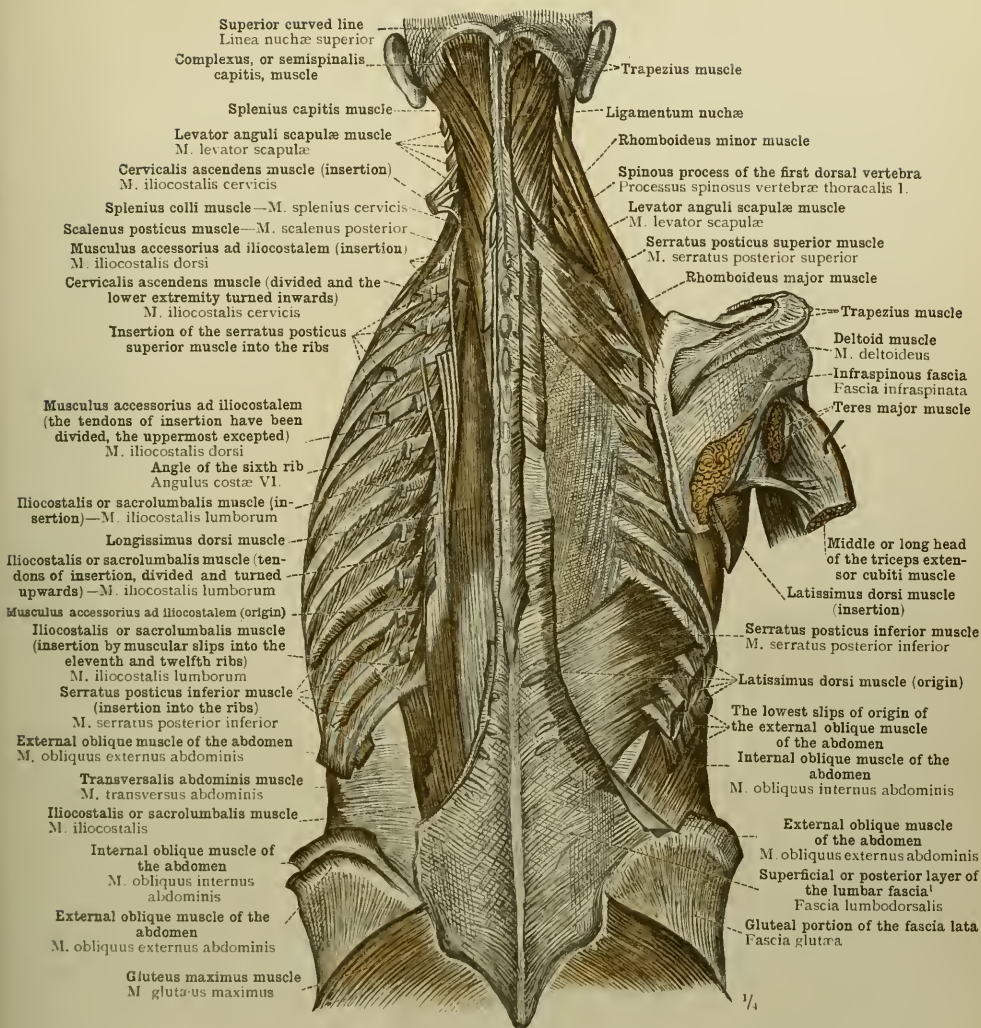 Superior curved line
Linea nuchæ superior
Complexus, or semispinalis
capitis, muscle
Splenius capitis muscle
Levator anguli scapulæ muscle
M. levator scapulæ
Cervicalis ascendens muscle (insertion)
M. iliocostalis cervicis
Splenius colli muscle—M. splenius cervicis
Scalenus posticus muscle—M. scalenus posterior
Musculus accessorius ad iliocostalem (insertion)
M. iliocostalis dorsi
Cervicalis ascendens muscle (divided and the
lower extremity turned inwards)
M. iliocostalis cervicis
Insertion of the serratus posticus
superior muscle into the ribs
Musculus accessorius ad iliocostalem
(the tendons of insertion have been
divided, the uppermost excepted)
M. iliocostalis dorsi
Angle of the sixth rib
Angulus costæ VI.
Iliocostalis or sacrolumbalis muscle (in-
sertion)—M. iliocostalis lumborum
Longissimus dorsi muscle
Iliocostalis or sacrolumbalis muscle (ten-
dons of insertion, divided and turned
upwards)—M. iliocostalis lumborum
Musculus accessorius ad iliocostalem (origin)
Iliocostalis or sacrolumbalis muscle
(insertion by muscular slips into the
eleventh and twelfth ribs)
M. iliocostalis lumborum
Serratus posticus inferior muscle
(insertion into the ribs)
M. serratus posterior inferior
External oblique muscle of the abdomen
M. obliquus externus abdominis
Transversalis abdominis muscle
M. transversus abdominis
Iliocostalis or sacrolumbalis muscle
M. iliocostalis
Internal oblique muscle of
the abdomen
M. obliquus internus
abdominis
External oblique muscle of the
abdomen
M. obliquus externus abdominis
Gluteus maximus muscle
M glutæus maximus
Trapezius muscle
Ligamentum nuchæ
Rhomboideus minor muscle
Spinous process of the first dorsal vertebra
Processus spinosus vertebræ thoracalis I.
Levator anguli scapulæ muscle
M. levator scapulæ
Serratus posticus superior muscle
M. serratus posterior superior
Rhomboideus major muscle
Trapezius muscle
Deltoid muscle
M. deltoideus
Infraspinous fascia
Fascia infraspinata
Teres major muscle
Middle or long head
of the triceps exten-
sor cubiti muscle
Latissimus dorsi muscle
(insertion)
Serratus posticus inferior muscle
M. serratus posterior inferior
Latissimus dorsi muscle (origin)
The lowest slips of origin of
the external oblique muscle
of the abdomen
Internal oblique muscle of the
abdomen
M. obliquus internus abdominis
External oblique muscle
of the abdomen
M. obliquus externus abdominis
Superficial or posterior layer of
the lumbar fascia¹
Fascia lumbodorsalis
Gluteal portion of the fascia lata
Fascia glutæa
1/4